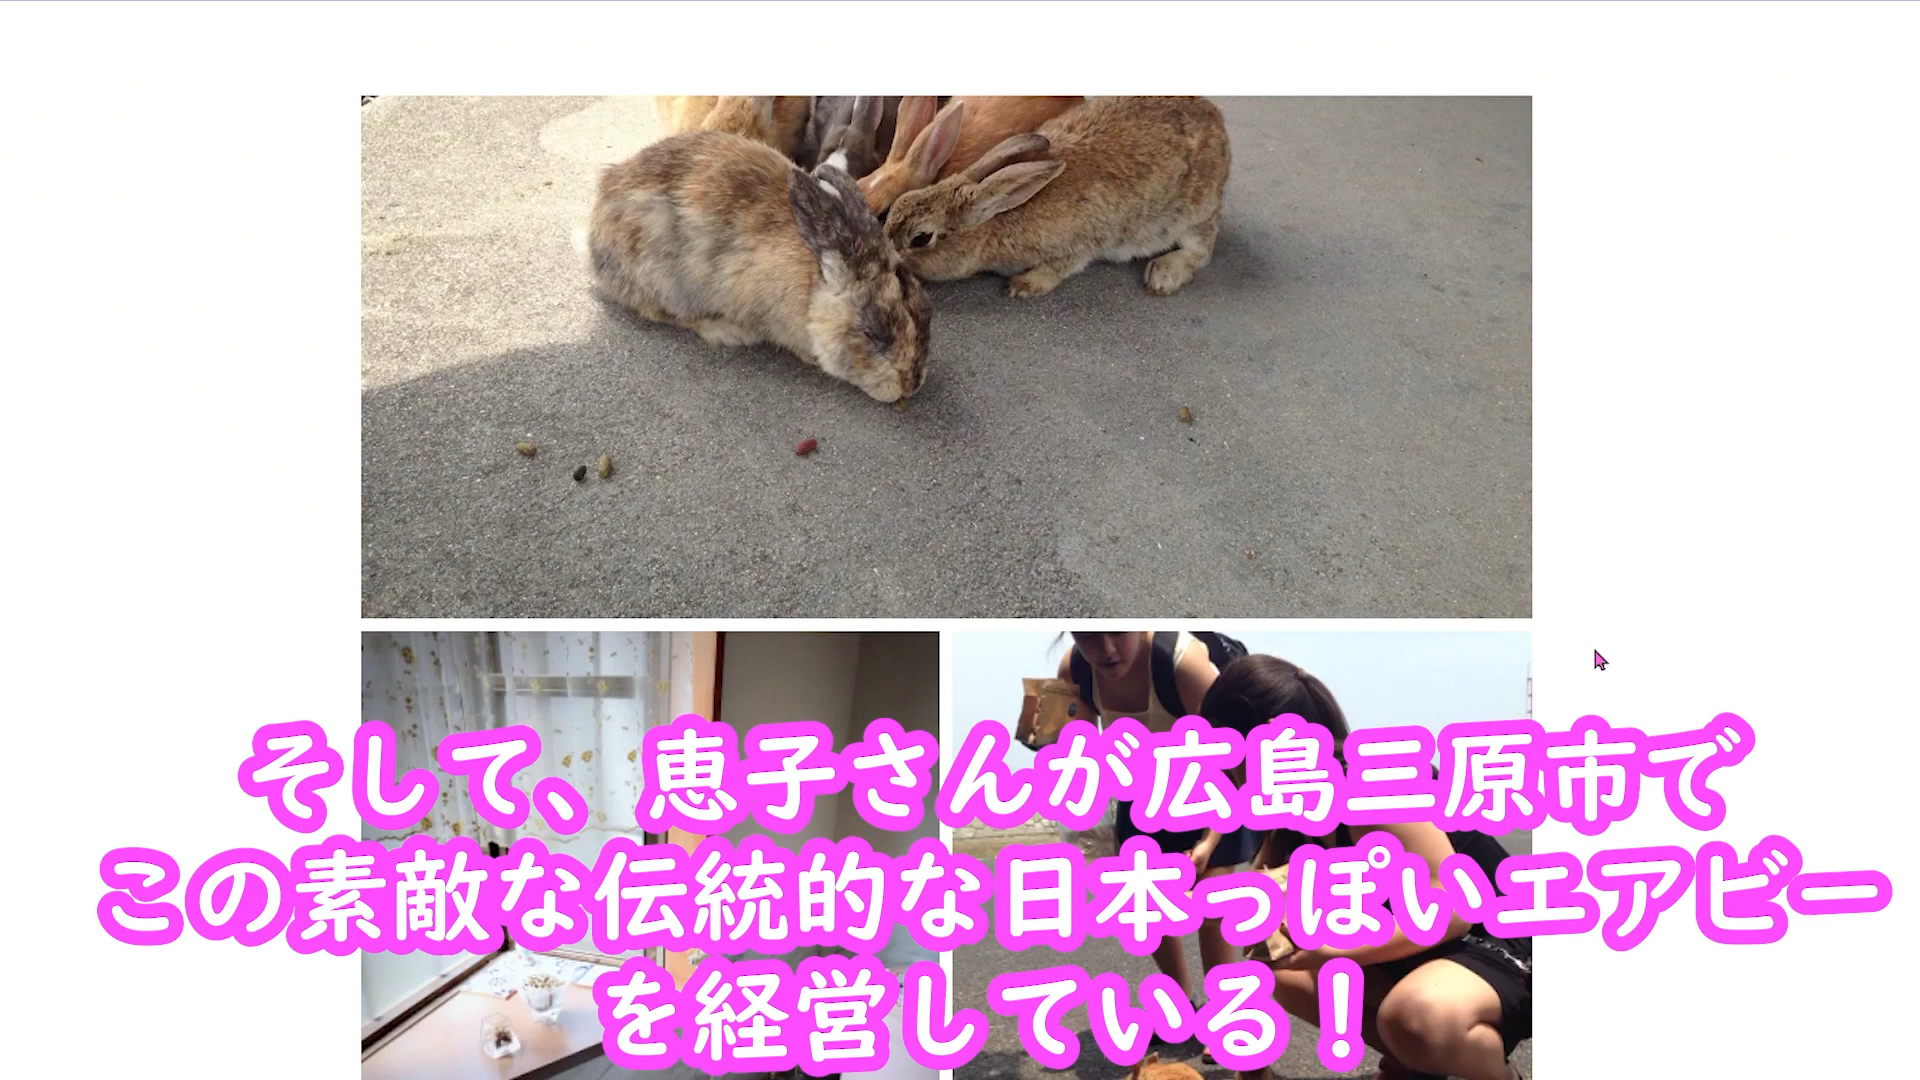 そして、恵子さんが広島三原市で
この素敵な伝統的な日本っぽいエアビー
を経営している！